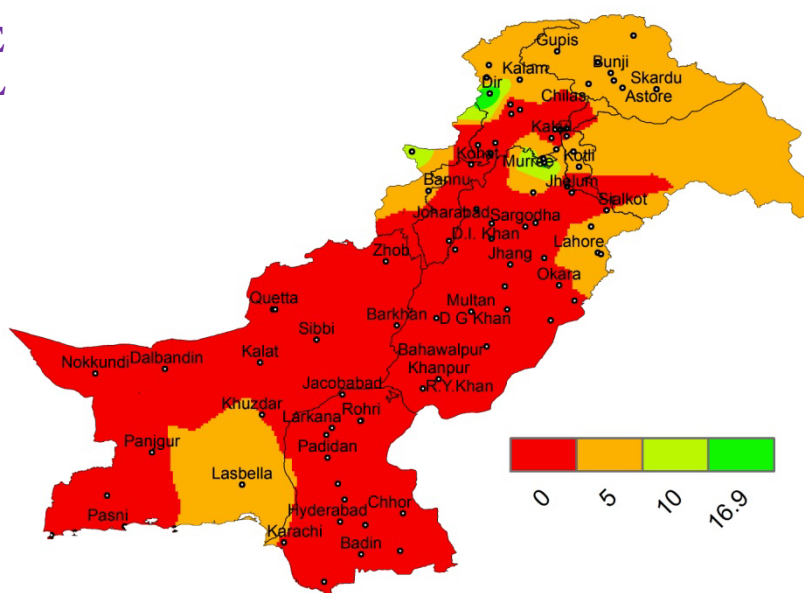 E
L
Gupis
Bunji
Kalam
Skardu
Dir
Astore
Chilas
Kohat
Murree
Kotli
Bannu
Jhelum
Joharabad
Sargodha
Sialkot
D.I. Khan
Lahore
Zhob
Jhang
Okara
Quetta
Multan
Barkhan
D G Khan
Sibbi
Nokkundi
Dalbandin
Kalat
Bahawalpur
Khanpur
Jacobabad
R.Y.Khan
Khuzdar
Larkana
Rohri
Panjgur
Padidan
Lasbella
Pasni
Hyderabad
Chhor
Karachi
Badin
0
5
10
16.9